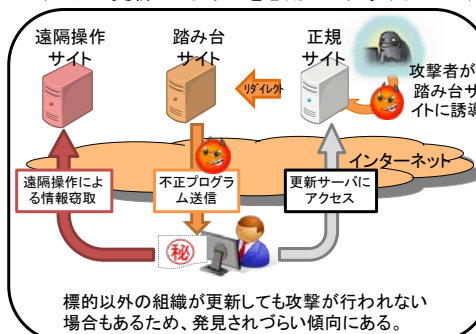 遠隔操作
サイト
踏み台
サイト
正規
サイト
リダイレクト
攻撃者が
踏み台サ
イトに誘導
インターネット
遠隔操作によ
る情報窃取
不正プログラ
ム送信
更新サーバに
アクセス
秘
標的以外の組織が更新しても攻撃が行われない
場合もあるため、発見されづらい傾向にある。